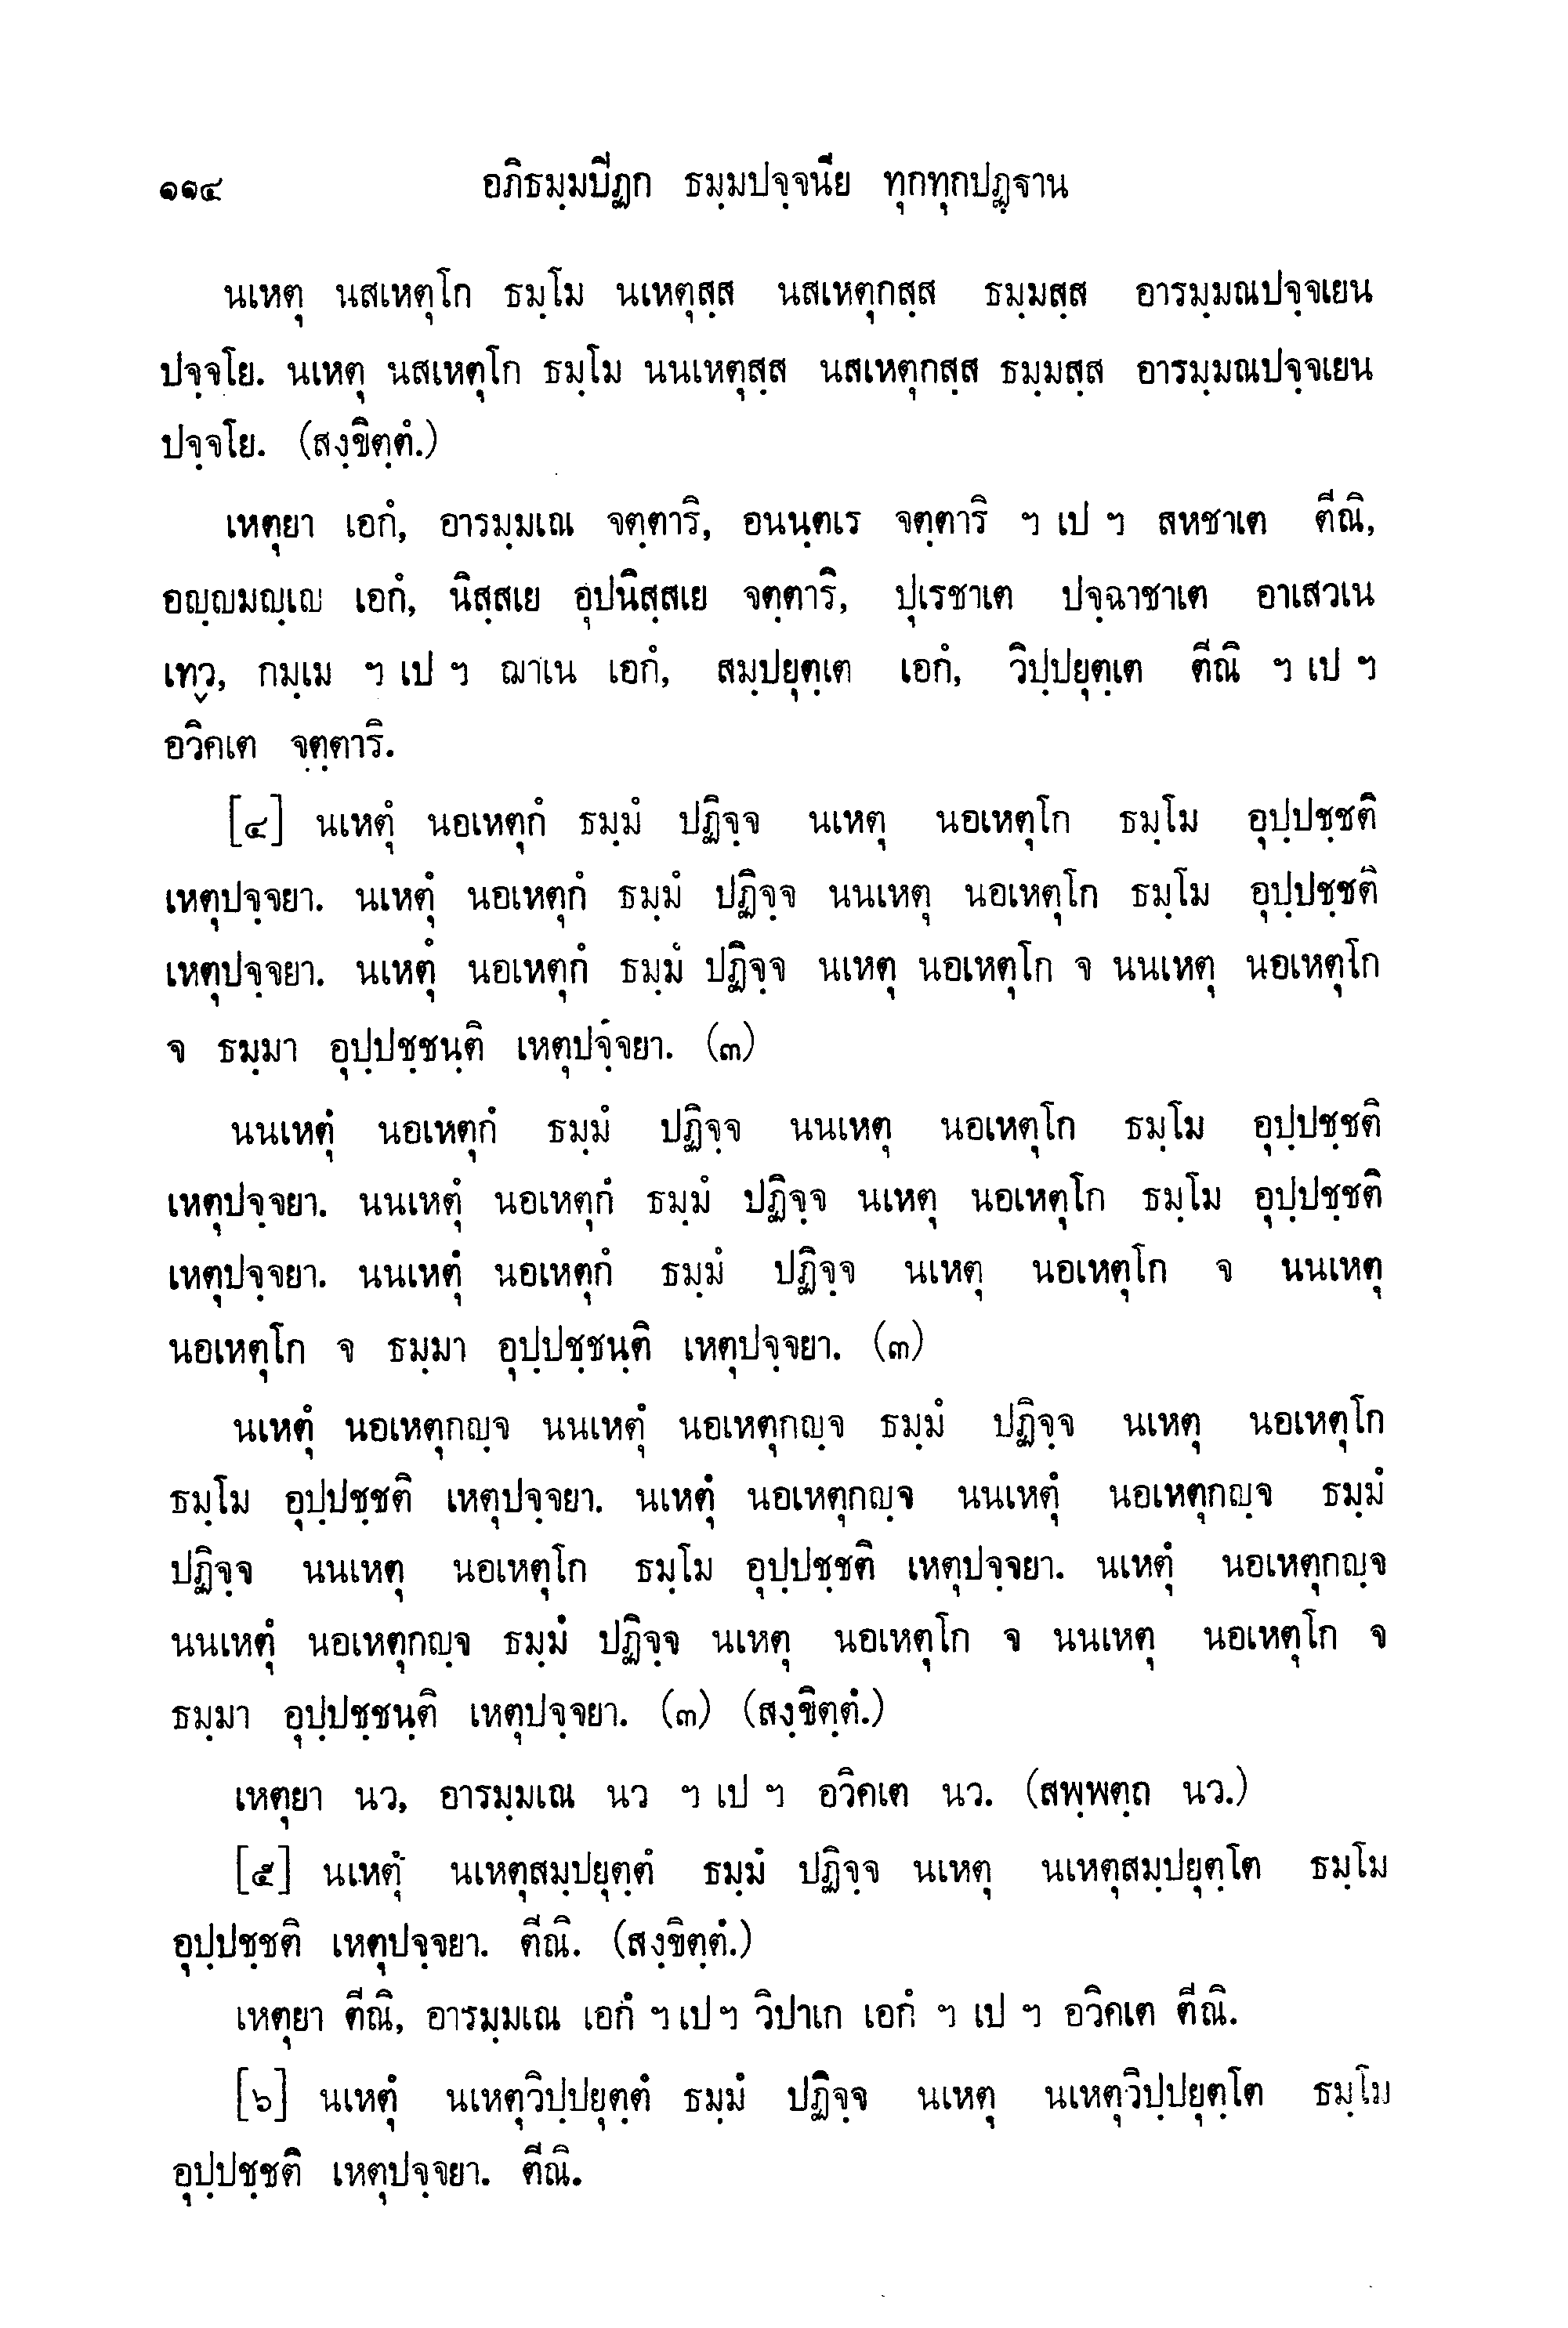 ๑๑๔ อภิธมฺมปีฏก ธมฺมปจฺจนีย ทุกทุกปฏฺฐาน
นเหตุ นสเหตุโก ธมฺโม นเหตุสฺส นสเหตุกสฺส ธมฺมสฺส อารมฺมณปจฺจเยน
ปจฺจโย. นเหตุ นสเหตุโก ธมฺโม นนเหตุสฺส นสเหตุกสฺส ธมฺมสฺส อารมฺมณปจฺจเยน
ปจฺจโย. (สงฺขิตฺตํ.)
เหตุยา เอกํ, อารมฺมเณ จตฺตาริ, อนนฺตเร จตฺตาริ ฯ เป ฯ สหชาเต ตีณิ,
อญฺญมญฺเญ เอกํ, นิสฺสเย อุปนิสฺสเย จตฺตาริ, ปุเรชาเต ปจฺฉาชาเต อาเสวเน
เทฺว, กมฺเม ฯ เป ฯ ฌาเน เอกํ, สมฺปยุตฺเต เอกํ, วิปฺปยุตฺเต ตีณิ ฯ เป ฯ
อวิคเต จตฺตาริ.
[๔] นเหตุํ นอเหตุกํ ธมฺมํ ปฏิจฺจ นเหตุ นอเหตุโก ธมฺโม อุปฺปชฺชติ
เหตุปจฺจยา. นเหตุํ นอเหตุกํ ธมฺมํ ปฏิจฺจ นนเหตุ นอเหตุโก ธมฺโม อุปฺปชฺชติ
เหตุปจฺจยา. นเหตุํ นอเหตุกํ ธมฺมํ ปฏิจฺจ นเหตุ นอเหตุโก จ นนเหตุ นอเหตุโก
จ ธมฺมา อุปฺปชฺชนฺติ เหตุปจฺจยา. (๓)
นนเหตุํ นอเหตุกํ ธมฺมํ ปฏิจฺจ นนเหตุ นอเหตุโก ธมฺโม อุปฺปชฺชติ
เหตุปจฺจยา. นนเหตุํ นอเหตุกํ ธมฺมํ ปฏิจฺจ นเหตุ นอเหตุโก ธมฺโม อุปฺปชฺชติ
เหตุปจฺจยา. นนเหตุํ นอเหตุกํ ธมฺมํ ปฏิจฺจ นเหตุ นอเหตุโก จ นนเหตุ
นอเหตุโก จ ธมฺมา อุปฺปชฺชนฺติ เหตุปจฺจยา. (๓)
นเหตุํ นอเหตุกญฺจ นนเหตุํ นอเหตุกญฺจ ธมฺมํ ปฏิจฺจ นเหตุ นอเหตุโก
ธมฺโม อุปฺปชฺชติ เหตุปจฺจยา. นเหตุํ นอเหตุกญฺจ นนเหตุํ นอเหตุกญฺจ ธมฺมํ
ปฏิจฺจ นนเหตุ นอเหตุโก ธมฺโม อุปฺปชฺชติ เหตุปจฺจยา. นเหตุํ นอเหตุกญฺจ
นนเหตุํ นอเหตุกญฺจ ธมฺมํ ปฏิจฺจ นเหตุ นอเหตุโก จ นนเหตุ นอเหตุโก จ
ธมฺมา อุปฺปชฺชนฺติ เหตุปจฺจยา. (๓) (สงฺขิตฺตํ.)
เหตุยา นว, อารมฺมเณ นว ฯ เป ฯ อวิคเต นว. (สพฺพตฺถ นว.)
[๕] นเหตุํ นเหตุสมฺปยุตฺตํ ธมฺมํ ปฏิจฺจ นเหตุ นเหตุสมฺปยุตฺโต ธมฺโม
อุปฺปชฺชติ เหตุปจฺจยา. ตีณิ. (สงฺขิตฺตํ.)
เหตุยา ตีณิ, อารมฺมเณ เอกํ ฯ เป ฯ วิปาเก เอกํ ฯ เป ฯ อวิคเต ตีณิ.
[๖] นเหตุํ นเหตุวิปฺปยุตฺตํ ธมฺมํ ปฏิจฺจ นเหตุ นเหตุวิปฺปยุตฺโต ธมฺโม
อุปฺปชฺชติ เหตุปจฺจยา. ตีณิ.